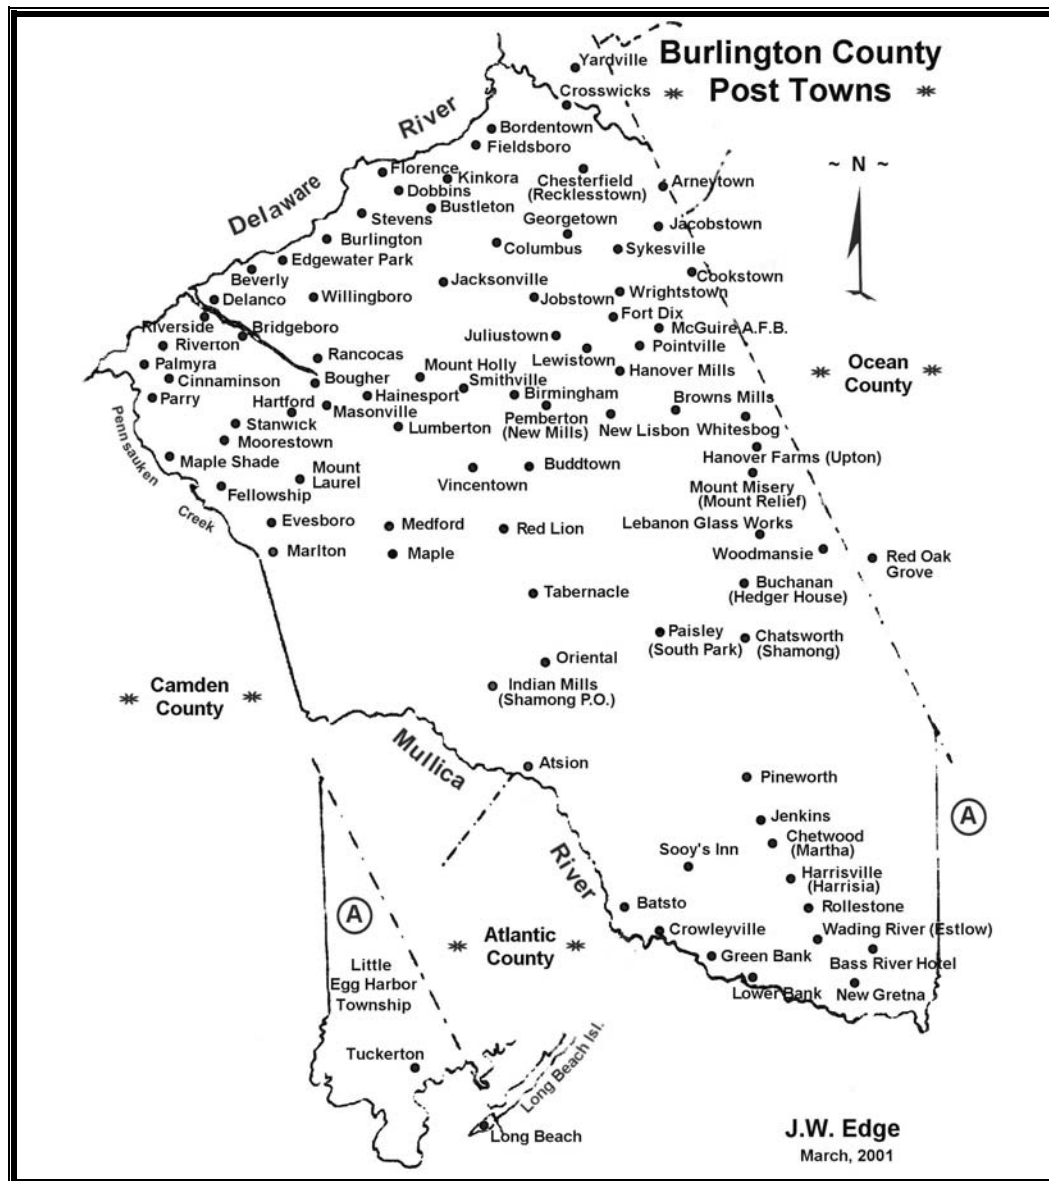 Burlington County
Post Towns
~ N ~
Yardville
Crosswicks
River
Bordentown
Fieldsboro
Florence
Kinkora
Chesterfield
(Recklesstown)
Arneytown
Dobbins
Delaware
Bustleton
Stevens
Georgetown
Jacobstown
Burlington
Columbus
Sykesville
Edgewater Park
Beverly
Cookstown
Jacksonville
Wrightstown
Delanco
Willingboro
Jobstown
Fort Dix
Riverside
Bridgeboro
McGuire A.F.B.
Juliustown
Riverton
Pointville
Rancocas
Lewistown
Palmyra
Mount Holly
Hanover Mills
Ocean
County
Cinnaminson
Bougher
Smithville
Parry
Hainesport
Birmingham
Browns Mills
Hartford
Masonville
Pemberton
(New Mills)
Stanwick
Lumberton
New Lisbon
Whitesbog
Pennsauken
Moorestown
Hanover Farms (Upton)
Maple Shade
Mount
Laurel
Vincentown
Buddtown
Mount Misery
(Mount Relief)
Fellowship
Creek
Evesboro
Medford
Red Lion
Lebanon Glass Works
Marlton
Maple
Woodmansie
Red Oak
Grove
Tabernacle
Buchanan
(Hedger House)
Paisley
(South Park)
Chatsworth
(Shamong)
Oriental
Camden
County
Indian Mills
(Shamong P.O.)
Mullica
Atsion
Pineworth
A
Jenkins
Chetwood
(Martha)
Sooy's Inn
River
Harrisville
(Harrisia)
A
Batsto
Rollestone
Crowleyville
Wading River (Estlow)
Atlantic
County
Green Bank
Bass River Hotel
Little
Egg Harbor
Township
Lower Bank
New Gretna
Tuckerton
Long Beach Isl.
Long Beach
J.W. Edge
March, 2001